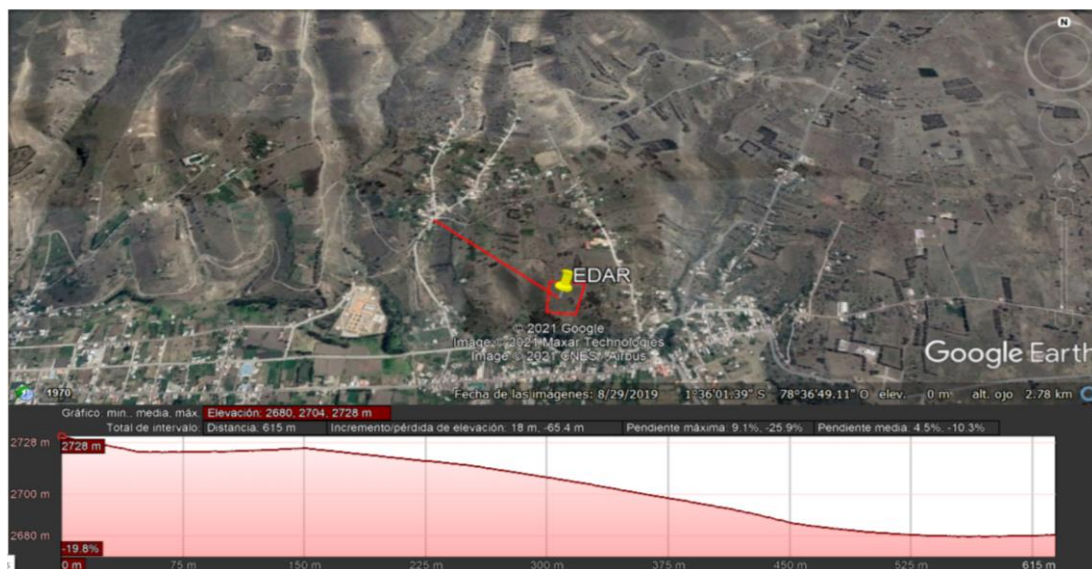 N
EDAR
© 2021 Google
Image © 2021 Maxar Technologies
Image © 2021 CNES / Airbus
Google Earth
1970
Fecha de las imágenes: 8/29/2019 1°36'01.39" S 78°36'49.11" O elev. 0 m alt. ojo 2.78 km
Gráfico: min., media, máx. Elevación: 2680, 2704, 2728 m
Total de intervalo: Distancia: 615 m Incremento/pérdida de elevación: 18 m, -65.4 m Pendiente máxima: 9.1%, -25.9% Pendiente media: 4.5%, -10.3%
2728 m
2728 m
2700 m
2680 m
-19.8%
0 m 75 m 150 m 225 m 300 m 375 m 450 m 525 m 615 m